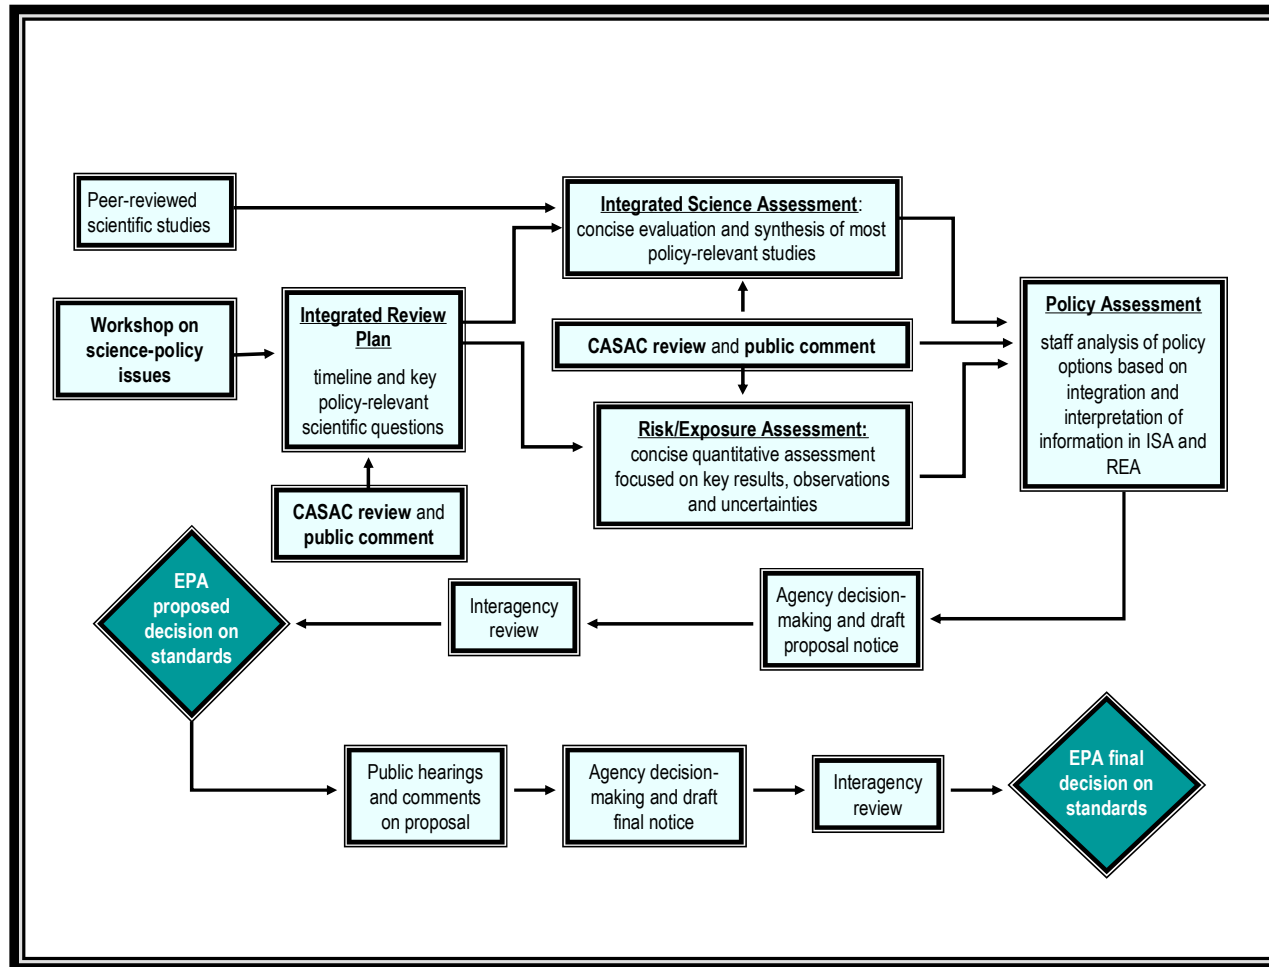 Peer-reviewed
scientific studies
Integrated Science Assessment:
concise evaluation and synthesis of most
policy-relevant studies
Workshop on
science-policy
issues
Integrated Review
Plan
timeline and key
policy-relevant
scientific questions
CASAC review and public comment
Policy Assessment
staff analysis of policy
options based on
integration and
interpretation of
information in ISA and
REA
Risk/Exposure Assessment:
concise quantitative assessment
focused on key results, observations
and uncertainties
CASAC review and
public comment
EPA
proposed
decision on
standards
Interagency
review
Agency decision-
making and draft
proposal notice
Public hearings
and comments
on proposal
Agency decision-
making and draft
final notice
Interagency
review
EPA final
decision on
standards